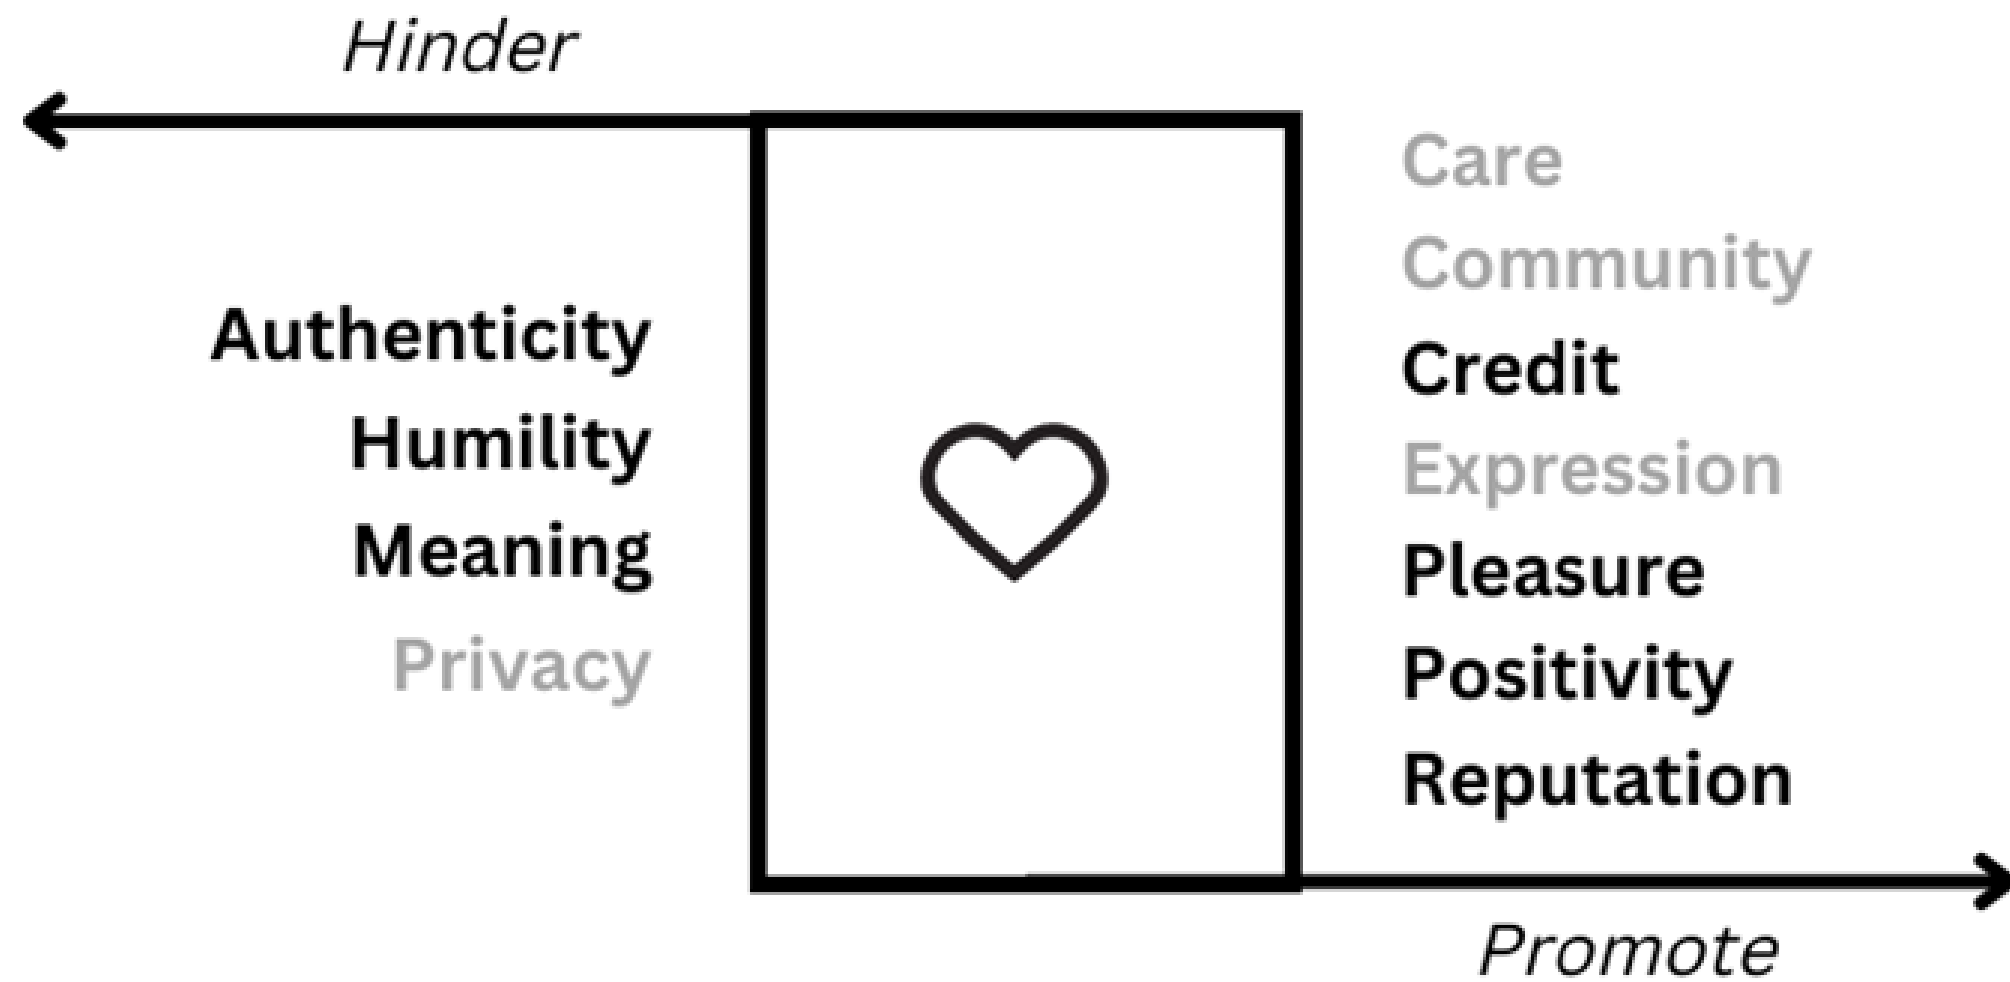 Hinder
Authenticity
Humility
Meaning
Privacy
Care
Community
Credit
Expression
Pleasure
Positivity
Reputation
Promote